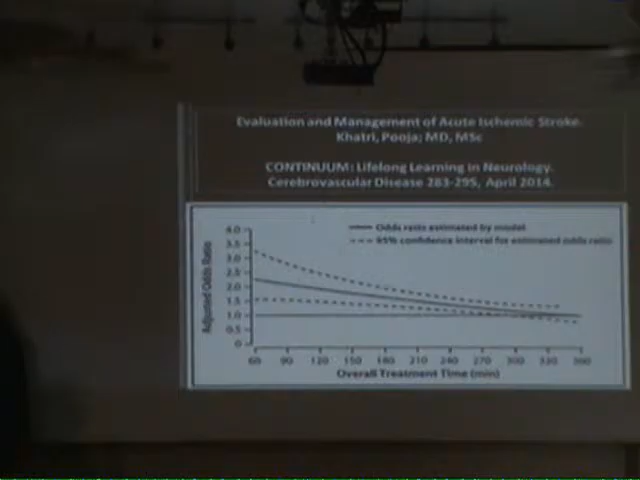 Evaluation and Management of Acute Ischemic Stroke.
Khatri, Pooja; MD, MSc
CONTINUUM: Lifelong Learning in Neurology.
Cerebrovascular Disease 283-295, April 2014.
Odds ratio estimated by model
95% confidence interval for estimated odds ratio
Adjusted Odds Ratio
4.0
3.5
3.0
2.5
2.0
1.5
1.0
0.5
0
60 90 120 150 180 210 240 270 300 330 360
Overall Treatment Time (min)